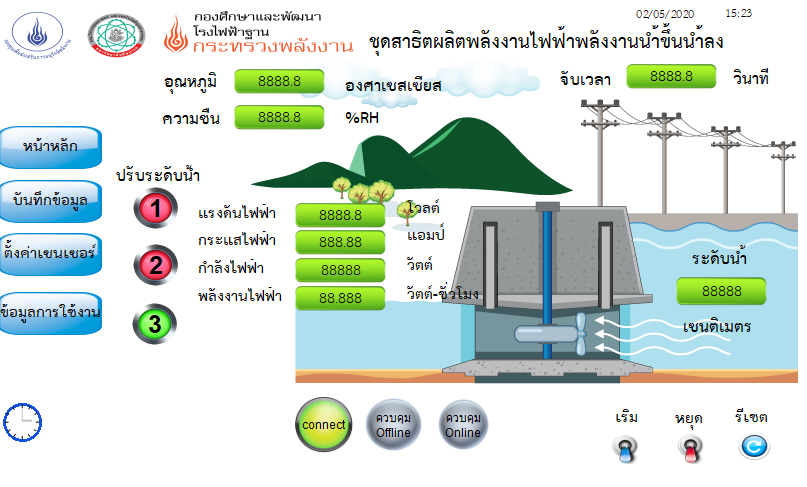 02/05/2020 15:23
กองศึกษาและพัฒนา
โรงไฟฟ้าฐาน
กระทรวงพลังงาน
ชุดสาธิตผลิตพลังงานไฟฟ้าพลังงานน้ำขึ้นน้ำลง
อุณหภูมิ 8888.8 องศาเซสเซียส
จับเวลา 8888.8 วินาที
ความชื้น 8888.8 %RH
หน้าหลัก
บันทึกข้อมูล
ตั้งค่าเซนเซอร์
ข้อมูลการใช้งาน
ปรับระดับน้ำ
1
2
3
แรงดันไฟฟ้า 8888.8 โวลต์
กระแสไฟฟ้า 888.88 แอมป์
กำลังไฟฟ้า 88888 วัตต์
พลังงานไฟฟ้า 88.888 วัตต์-ชั่วโมง
ระดับน้ำ
88888
เซนติเมตร
connect
ควบคุม
Offline
ควบคุม
Online
เริ่ม
หยุด
รีเซต